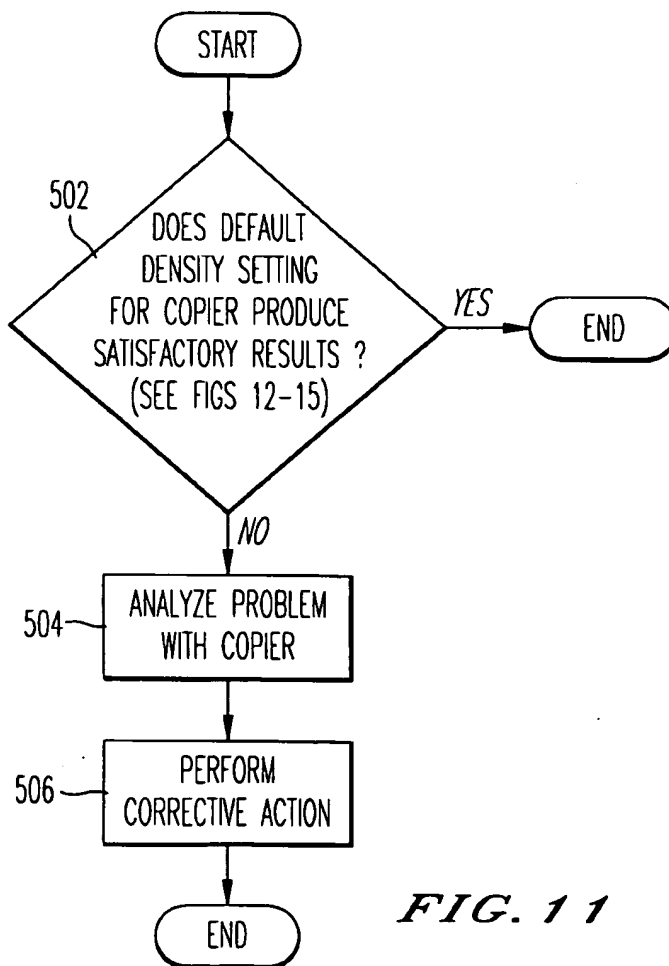 START
502
DOES DEFAULT
DENSITY SETTING
FOR COPIER PRODUCE
SATISFACTORY RESULTS ?
(SEE FIGS 12-15)
YES
END
NO
504
ANALYZE PROBLEM
WITH COPIER
506
PERFORM
CORRECTIVE ACTION
END
FIG. 11